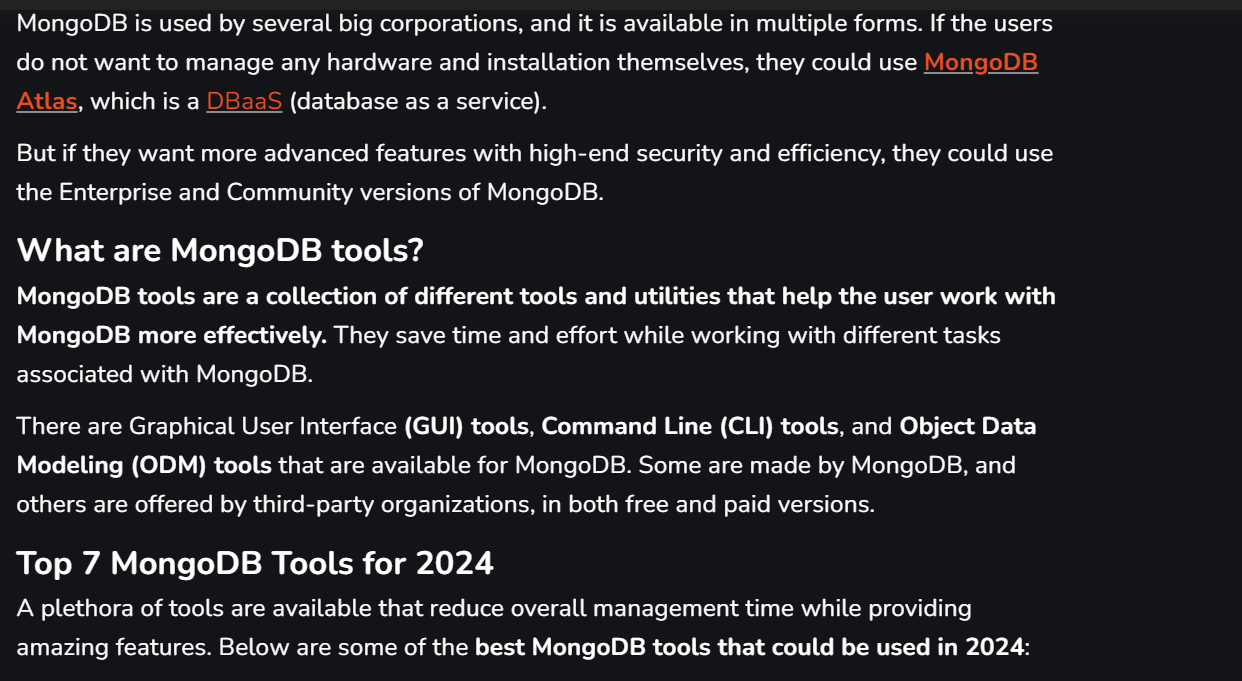 MongoDB is used by several big corporations, and it is available in multiple forms. If the users
do not want to manage any hardware and installation themselves, they could use MongoDB
Atlas, which is a DBaaS (database as a service).
But if they want more advanced features with high-end security and efficiency, they could use
the Enterprise and Community versions of MongoDB.
What are MongoDB tools?
MongoDB tools are a collection of different tools and utilities that help the user work with
MongoDB more effectively. They save time and effort while working with different tasks
associated with MongoDB.
There are Graphical User Interface (GUI) tools, Command Line (CLI) tools, and Object Data
Modeling (ODM) tools that are available for MongoDB. Some are made by MongoDB, and
others are offered by third-party organizations, in both free and paid versions.
Top 7 MongoDB Tools for 2024
A plethora of tools are available that reduce overall management time while providing
amazing features. Below are some of the best MongoDB tools that could be used in 2024: